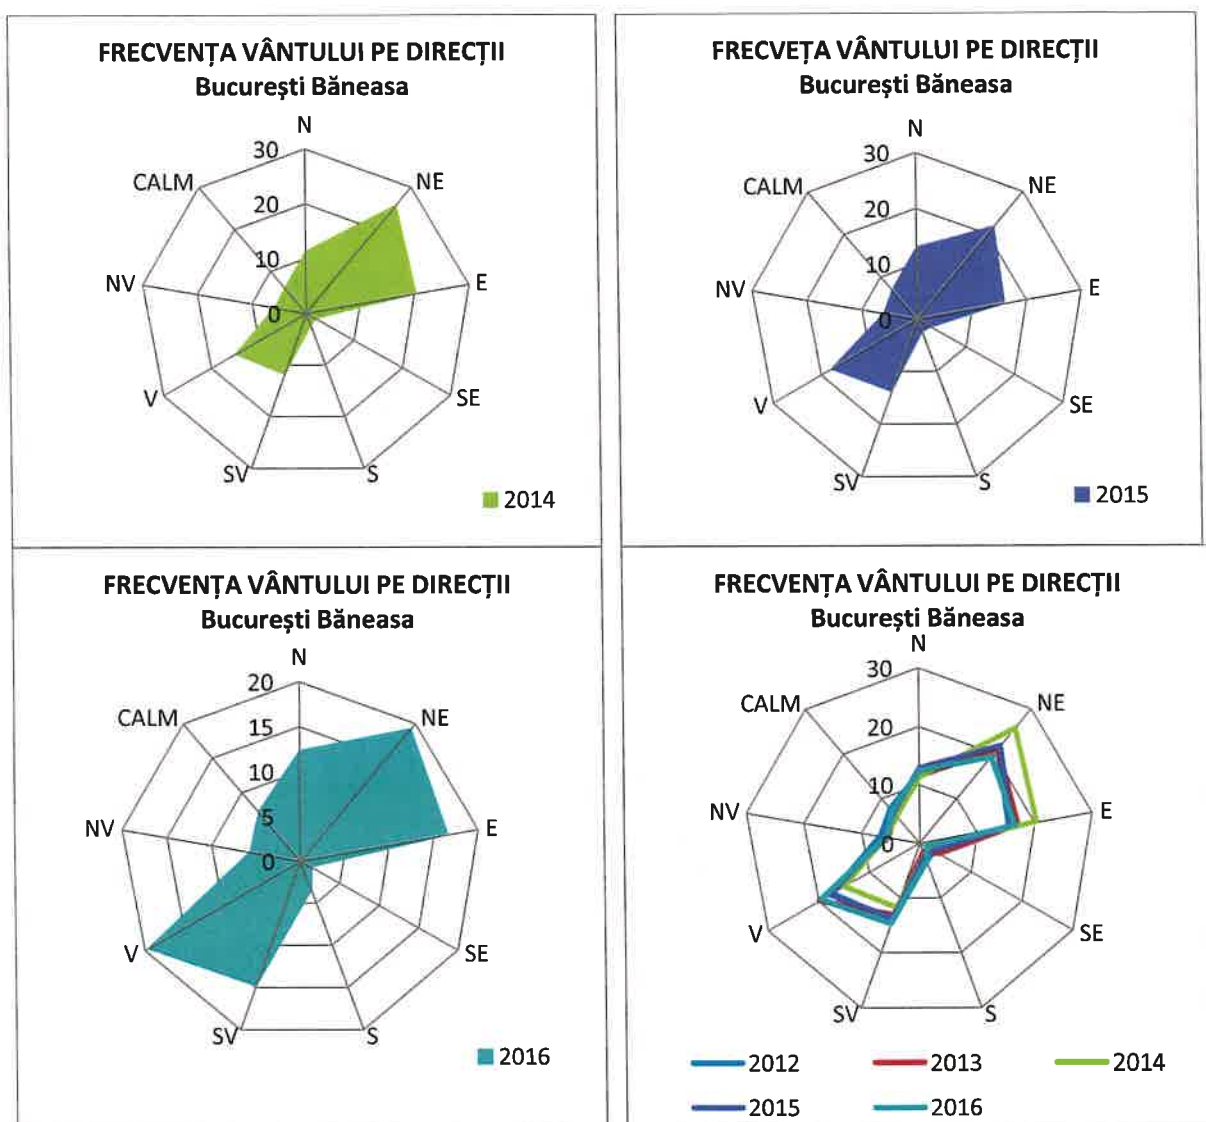 FRECVENȚA VÂNTULUI PE DIRECȚII
București Băneasa
N
30
NE
CALM
20
10
NV
E
0
V
SE
SV
S
2014
FRECVEȚA VÂNTULUI PE DIRECȚII
București Băneasa
N
30
NE
CALM
20
10
NV
E
0
V
SE
SV
S
2015
FRECVENȚA VÂNTULUI PE DIRECȚII
București Băneasa
N
20
CALM
NE
15
10
5
NV
E
0
V
SE
SV
S
2016
FRECVENȚA VÂNTULUI PE DIRECȚII
București Băneasa
N
30
CALM
NE
20
10
NV
E
0
V
SE
SV
S
2012 2013 2014
2015 2016